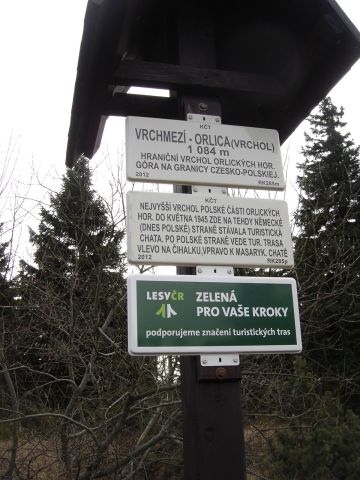 KČT
VRCHMEZÍ - ORLICA (VRCHOL)
1 084 m
HRANIČNÍ VRCHOL ORLICKÝCH HOR.
GÓRA NA GRANICY CZESKO-POLSKIEJ.
2012 RK285m
KČT
NEJVYŠŠÍ VRCHOL POLSKÉ ČÁSTI ORLICKÝCH
HOR. DO KVĚTNA 1945 ZDE NA TEHDY NĚMECKÉ
(DNES POLSKÉ) STRANĚ STÁVALA TURISTICKÁ
CHATA. PO POLSKÉ STRANĚ VEDE TUR. TRASA
VLEVO NA ČIHALKU, VPRAVO K MASARYK. CHATĚ
2012 RK285p
LESY ČR
ZELENÁ
PRO VAŠE KROKY
podporujeme značení turistických tras